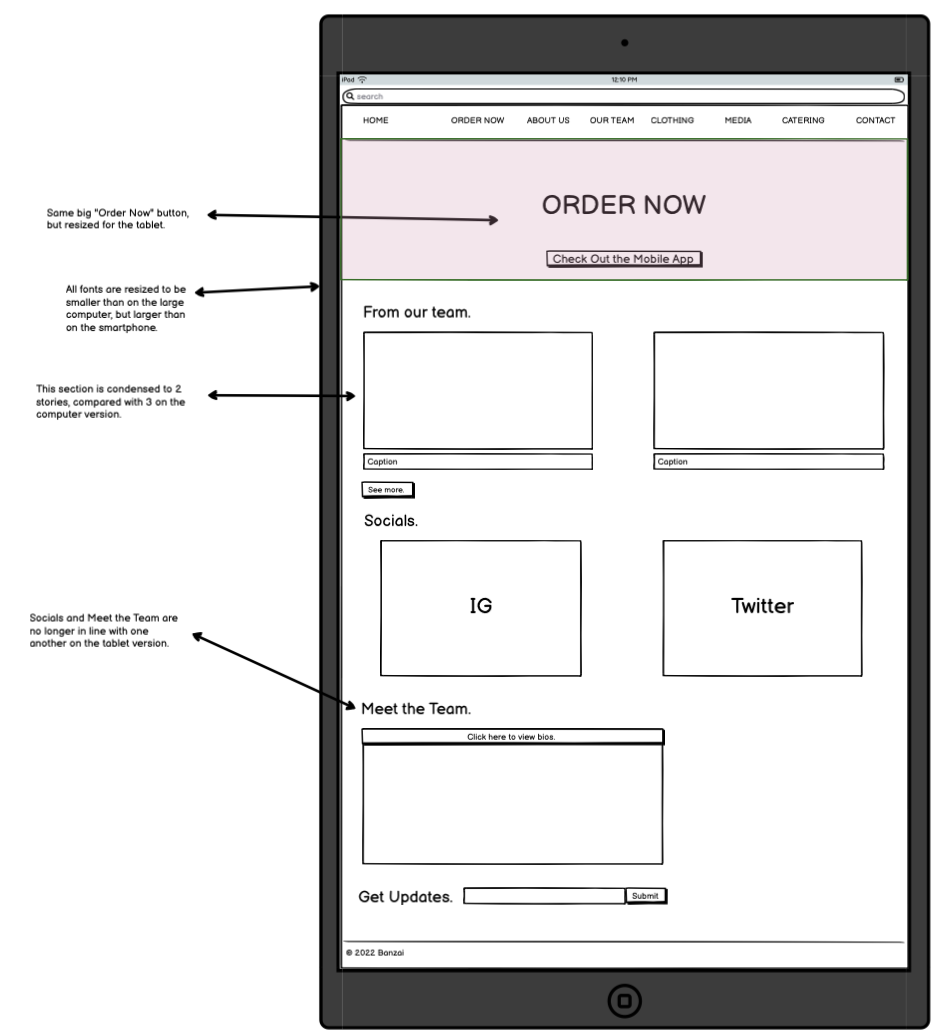 iPad 12:10 PM
search
HOME ORDER NOW ABOUT US OUR TEAM CLOTHING MEDIA CATERING CONTACT
ORDER NOW
Check Out the Mobile App
Same big "Order Now" button,
but resized for the tablet.
All fonts are resized to be
smaller than on the large
computer, but larger than
on the smartphone.
From our team.
This section is condensed to 2
stories, compared with 3 on the
computer version.
Caption Caption
See more.
Socials.
IG Twitter
Socials and Meet the Team are
no longer in line with one
another on the tablet version.
Meet the Team.
Click here to view bios.
Get Updates. Submit
© 2022 Banzai